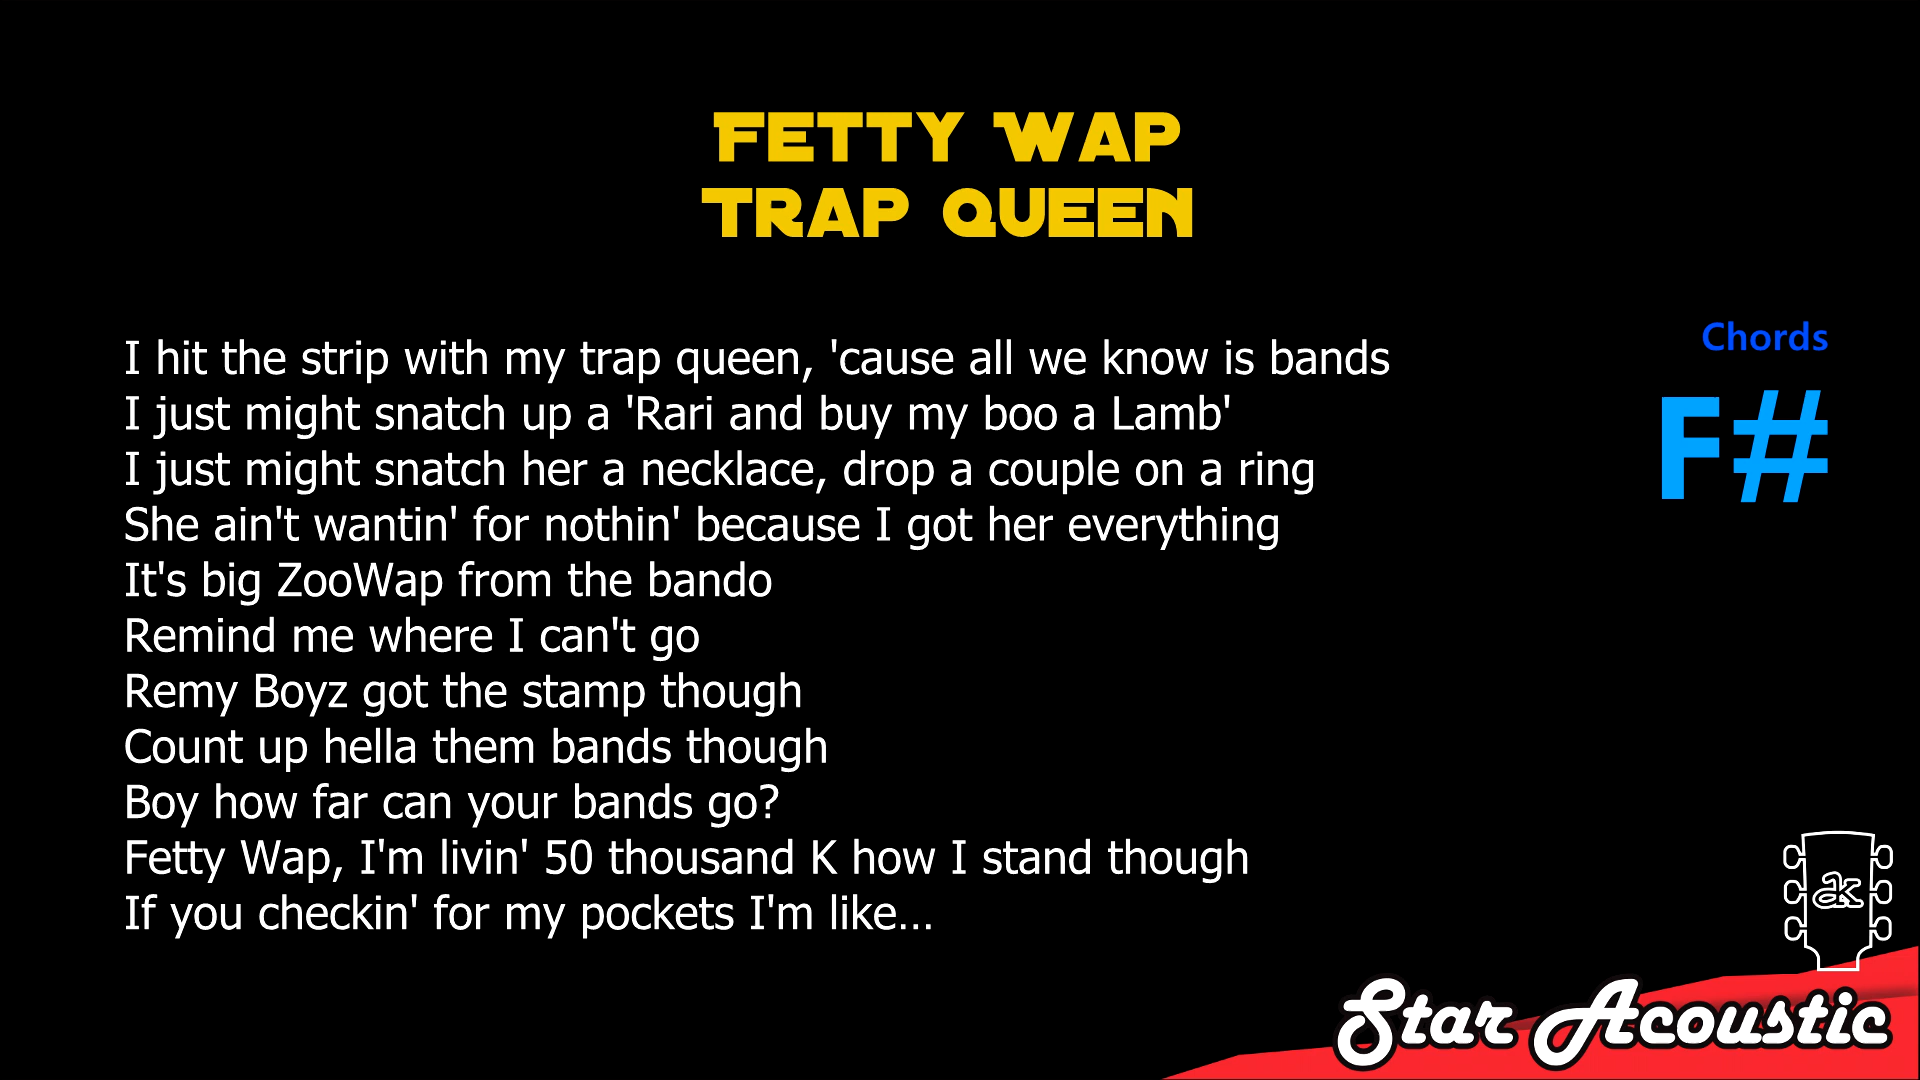 Fetty Wap
Trap Queen
I hit the strip with my trap queen, 'cause all we know is bands
I just might snatch up a 'Rari and buy my boo a Lamb'
I just might snatch her a necklace, drop a couple on a ring
She ain't wantin' for nothin' because I got her everything
It's big ZooWap from the bando
Remind me where I can't go
Remy Boyz got the stamp though
Count up hella them bands though
Boy how far can your bands go?
Fetty Wap, I'm livin' 50 thousand K how I stand though
If you checkin' for my pockets I'm like...
Chords
F#
ak
Star Acoustic